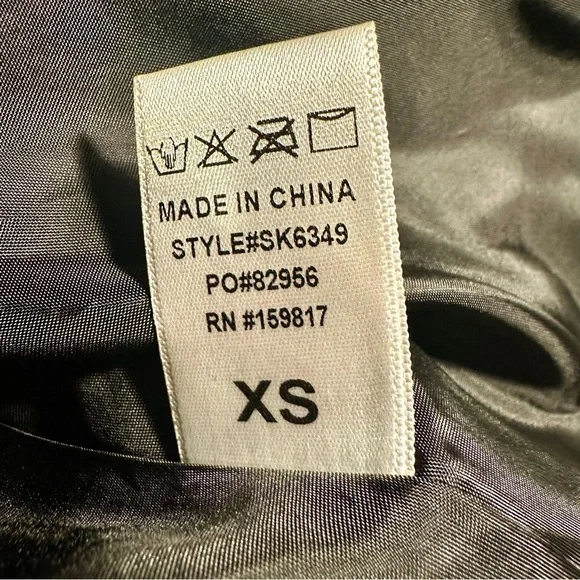 MADE IN CHINA
STYLE#SK6349
PO#82956
RN #159817
XS